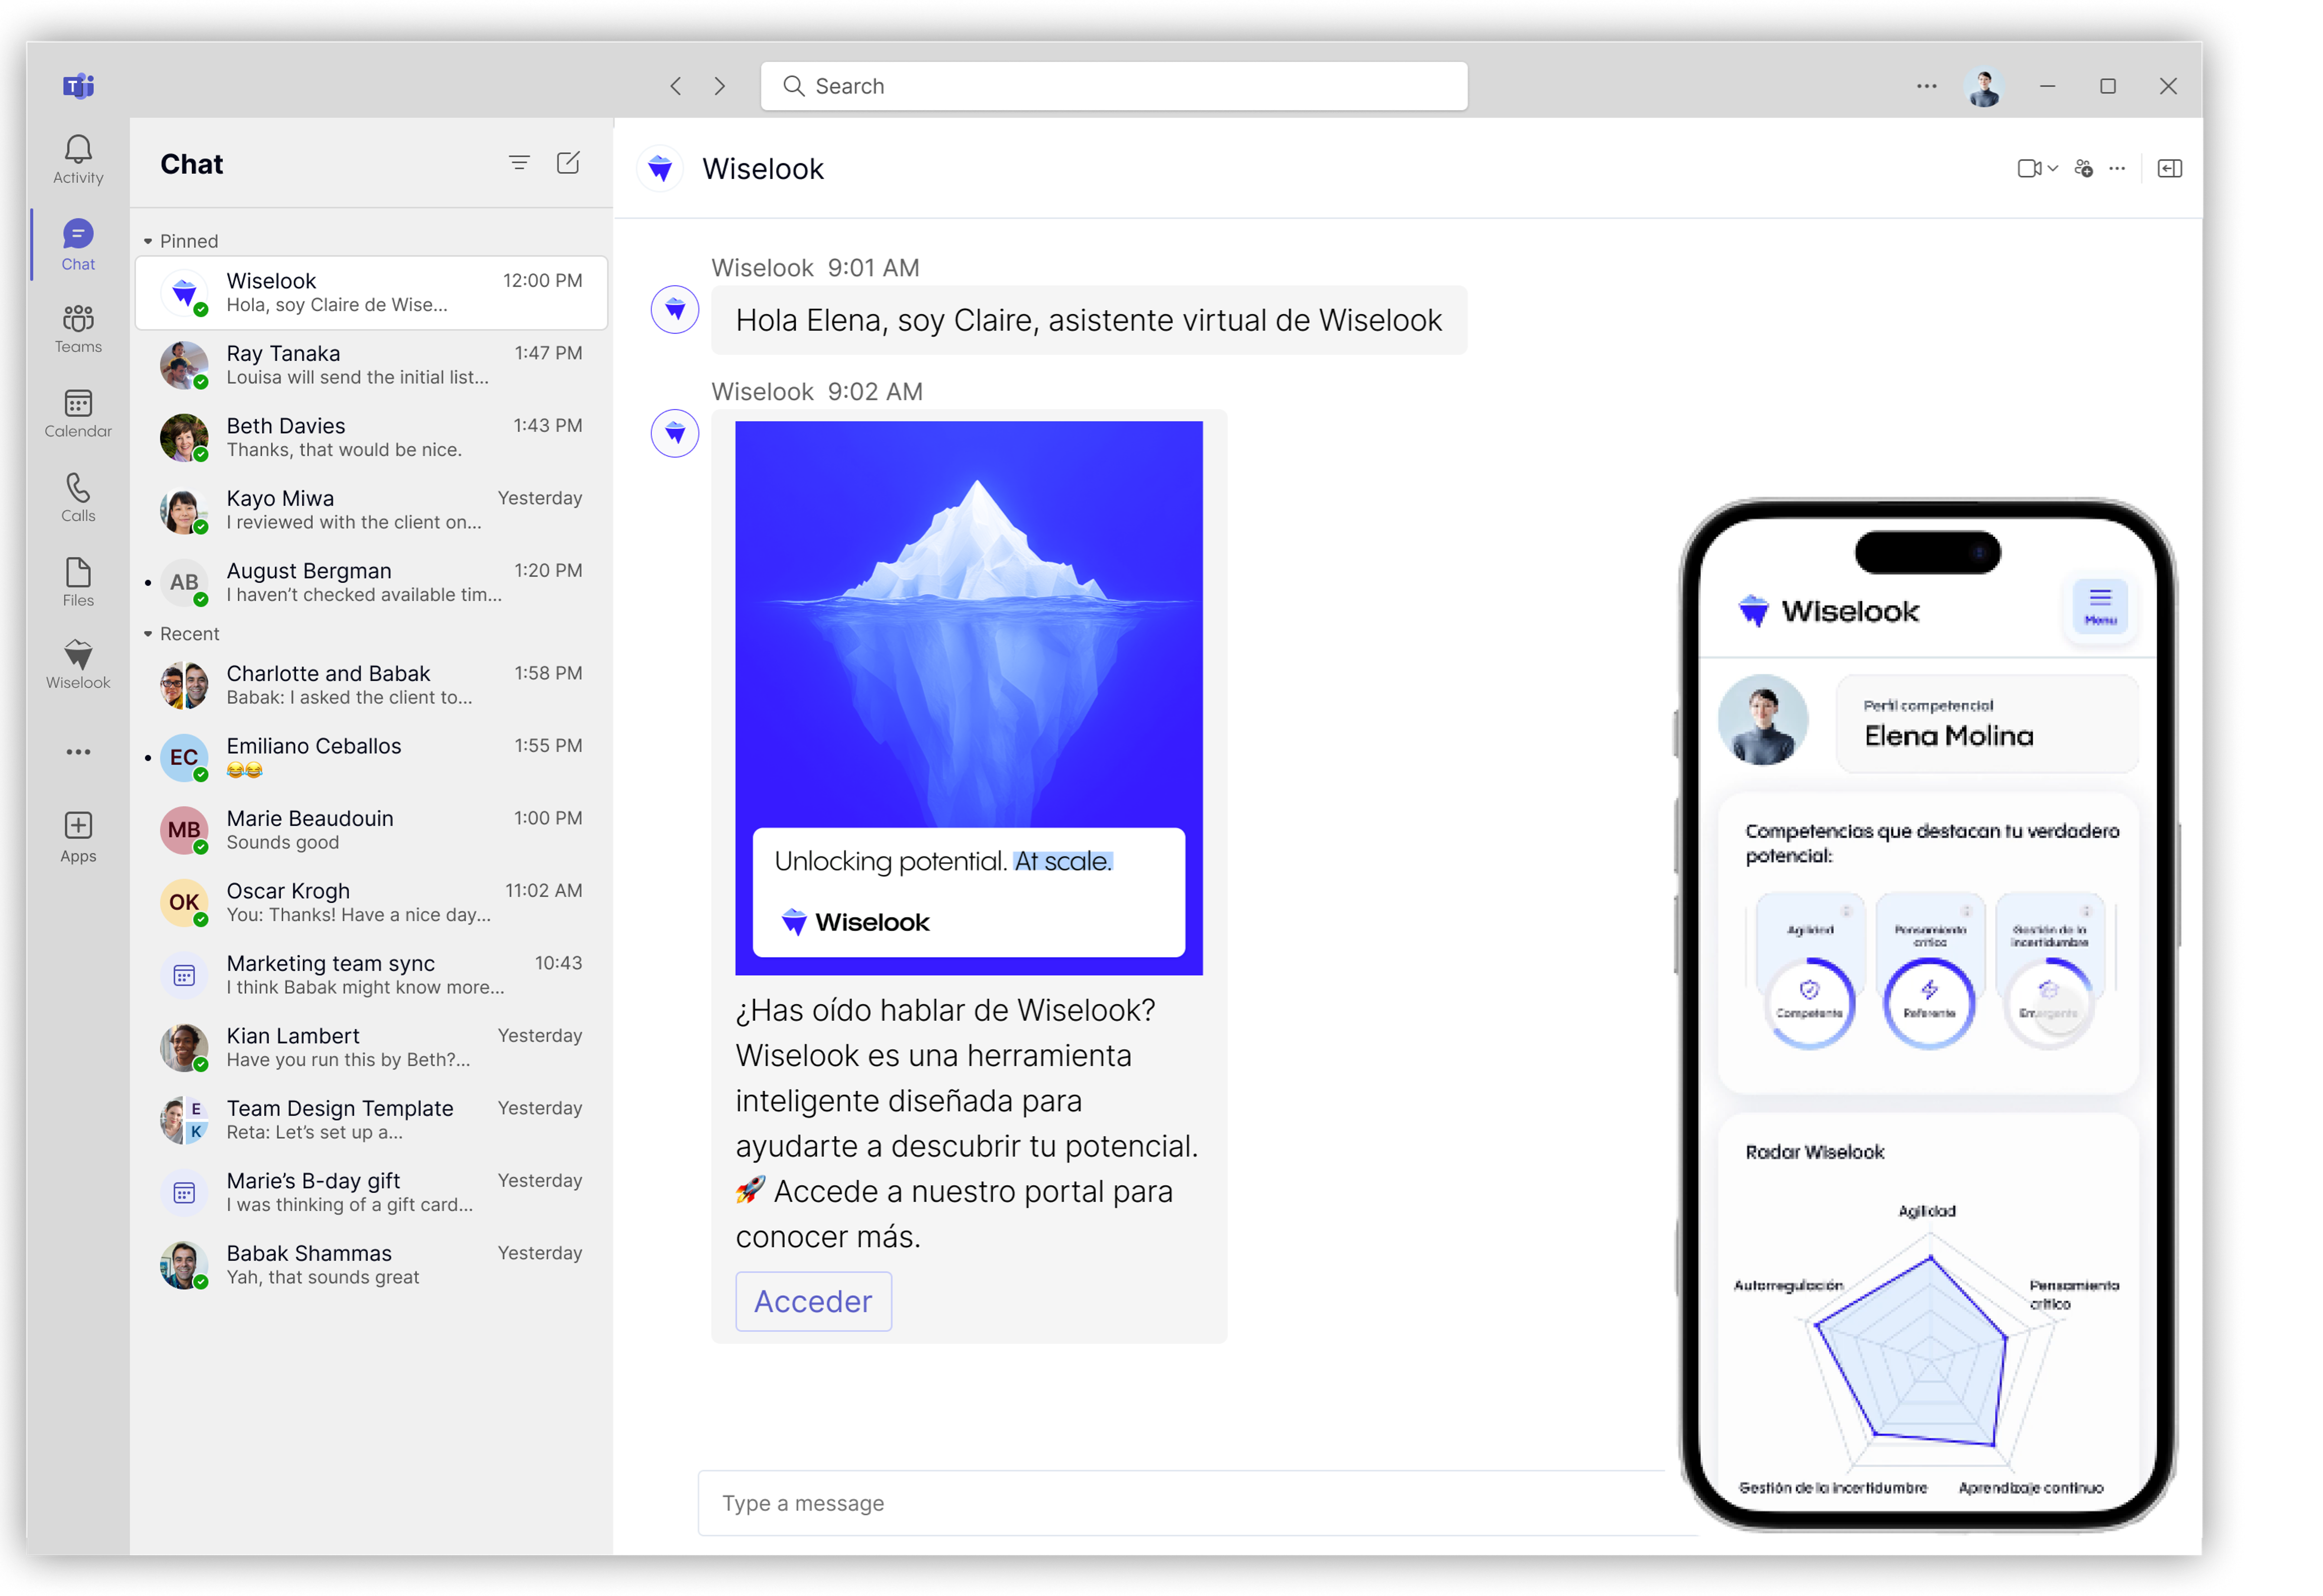 Search
Activity
Chat
Teams
Calendar
Calls
Files
Wiselook
Apps
Chat
Pinned
Wiselook 12:00 PM
Hola, soy Claire de Wise...
Ray Tanaka 1:47 PM
Louisa will send the initial list...
Beth Davies 1:43 PM
Thanks, that would be nice.
Kayo Miwa Yesterday
I reviewed with the client on...
AB
August Bergman 1:20 PM
I haven’t checked available tim...
Recent
Charlotte and Babak 1:58 PM
Babak: I asked the client to...
EC
Emiliano Ceballos 1:55 PM
😂😂
MB
Marie Beaudouin 1:00 PM
Sounds good
OK
Oscar Krogh 11:02 AM
You: Thanks! Have a nice day...
Marketing team sync 10:43
I think Babak might know more...
Kian Lambert Yesterday
Have you run this by Beth?...
E
K
Team Design Template Yesterday
Reta: Let’s set up a...
Marie’s B-day gift Yesterday
I was thinking of a gift card...
Babak Shammas Yesterday
Yah, that sounds great
Wiselook
Wiselook 9:01 AM
Hola Elena, soy Claire, asistente virtual de Wiselook
Wiselook 9:02 AM
Unlocking potential. At scale.
Wiselook
¿Has oído hablar de Wiselook?
Wiselook es una herramienta
inteligente diseñada para
ayudarte a descubrir tu potencial.
🚀 Accede a nuestro portal para
conocer más.
Acceder
Type a message
Wiselook
Menu
Perfil competencial
Elena Molina
Competencias que destacan tu verdadero
potencial:
Agilidad
Competente
Pensamiento
crítico
Referente
Gestión de la
incertidumbre
Emergente
Radar Wiselook
Agilidad
Autorregulación
Pensamiento
crítico
Gestión de la incertidumbre
Aprendizaje continuo